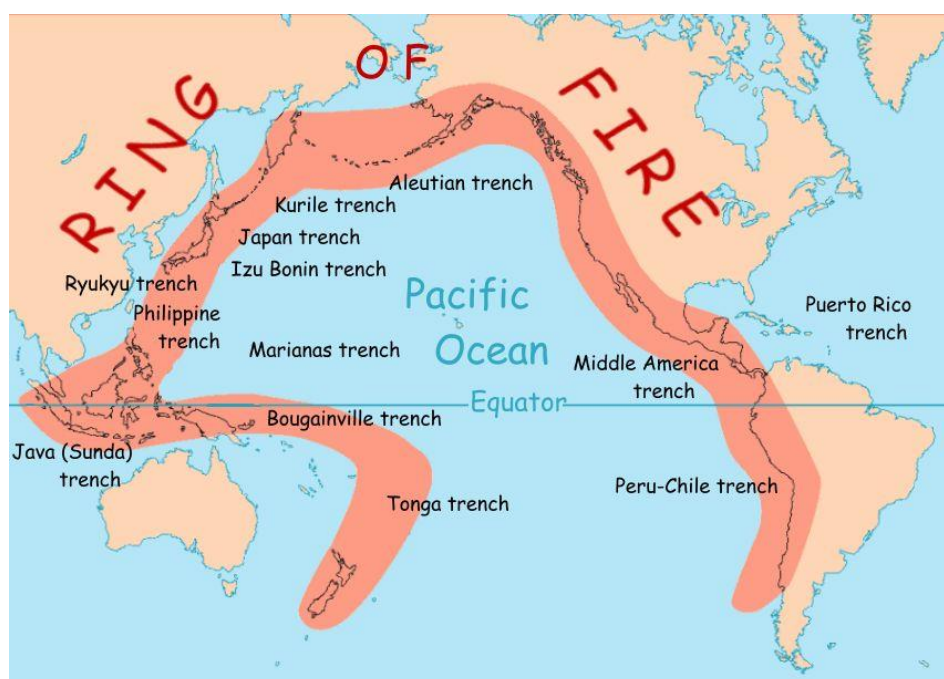 RING OF FIRE
Aleutian trench
Kurile trench
Japan trench
Izu Bonin trench
Ryukyu trench
Philippine
trench
Marianas trench
Pacific
Ocean
Puerto Rico
trench
Middle America
trench
Equator
Bougainville trench
Java (Sunda)
trench
Tonga trench
Peru-Chile trench